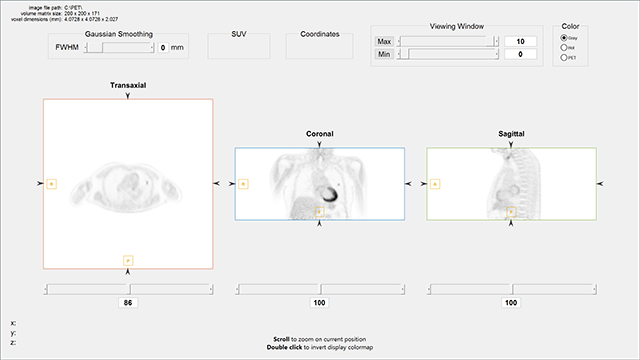 image file path: C:\PET\
volume matrix size: 200 x 200 x 171
voxel dimensions (mm): 4.0728 x 4.0728 x 2.027
Gaussian Smoothing
FWHM 0 mm
SUV
Coordinates
Viewing Window
Max 10
Min 0
Color
Gray
Hot
PET
Transaxial
Coronal
Sagittal
R
P
R
A
86
100
100
x:
y:
z:
Scroll to zoom on current position
Double click to invert display colormap